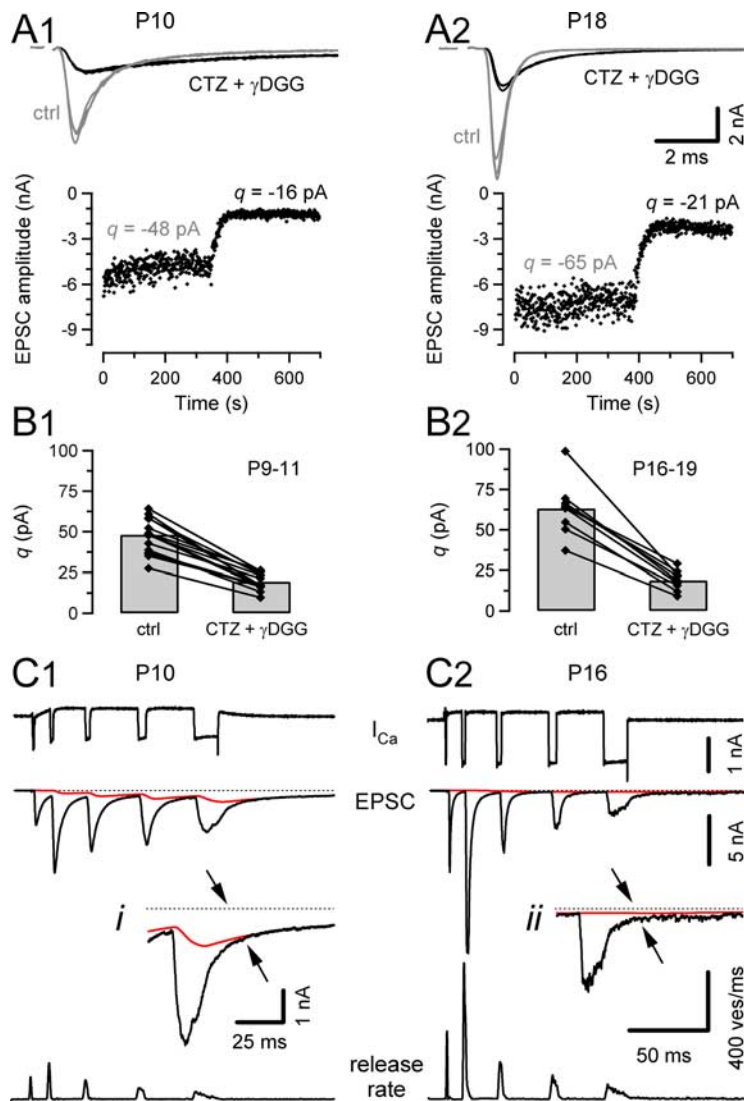 A1 P10
A2 P18
CTZ + γDGG
CTZ + γDGG
ctrl
ctrl
2 ms
2 nA
EPSC amplitude (nA)
0
-3
-6
-9
q = -48 pA
q = -16 pA
0 200 400 600
Time (s)
EPSC amplitude (nA)
0
-3
-6
-9
q = -65 pA
q = -21 pA
0 200 400 600
Time (s)
B1
P9-11
q (pA)
100
75
50
25
0
ctrl CTZ + γDGG
B2
P16-19
q (pA)
100
75
50
25
0
ctrl CTZ + γDGG
C1 P10
C2 P16
I_Ca
1 nA
EPSC
5 nA
i
1 nA
25 ms
ii
50 ms
400 ves/ms
release
rate